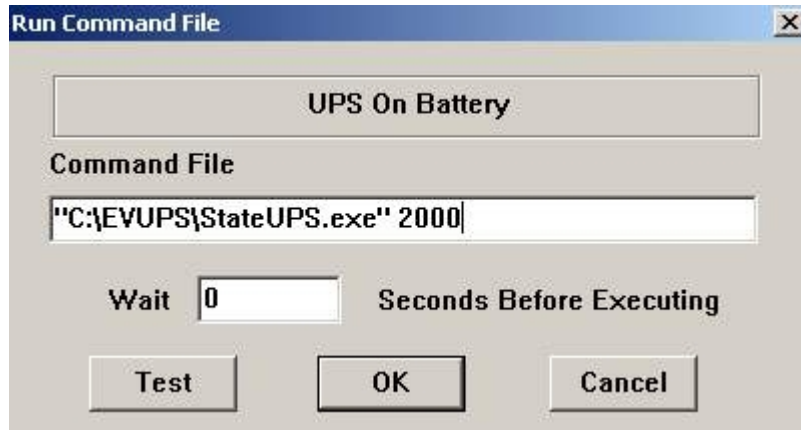 Run Command File
UPS On Battery
Command File
"C:\EVUPS\StateUPS.exe" 2000
Wait 0 Seconds Before Executing
Test OK Cancel